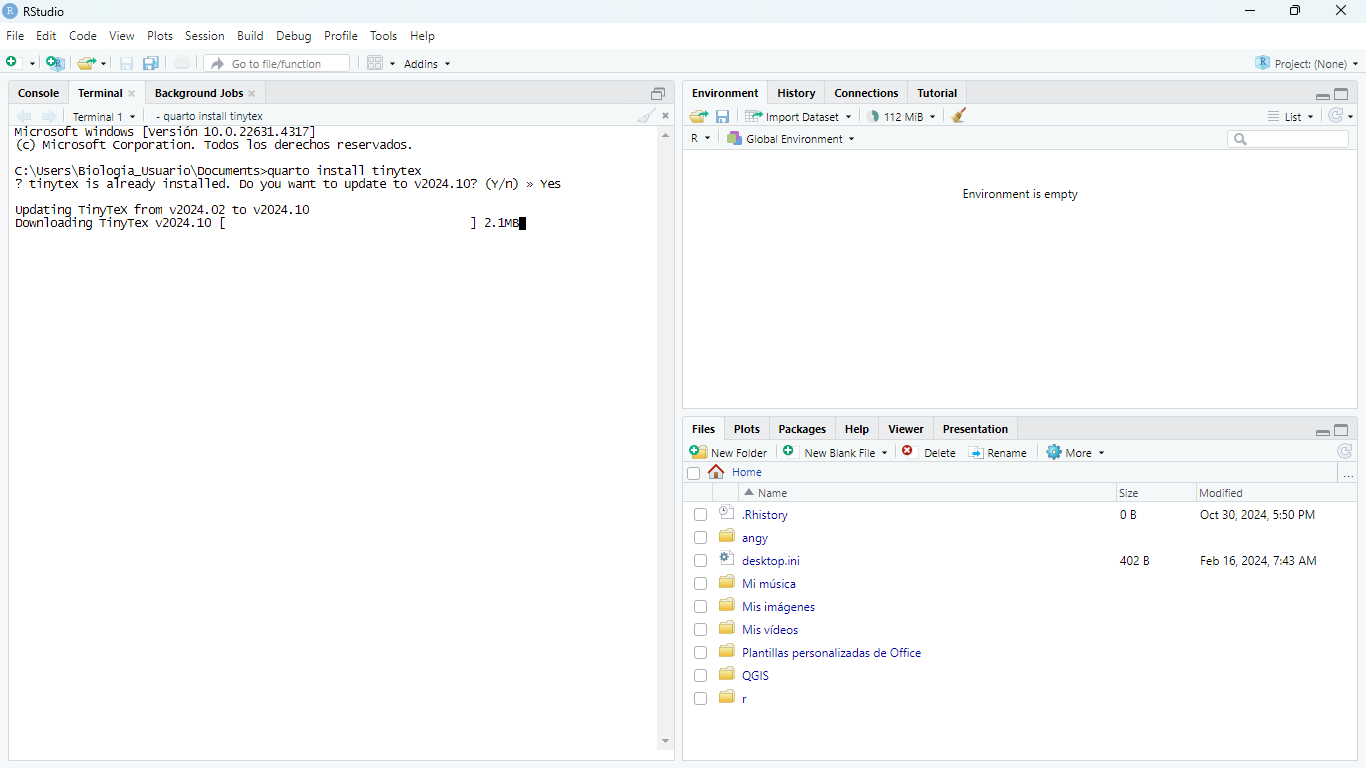 RStudio
File Edit Code View Plots Session Build Debug Profile Tools Help
Go to file/function Addins Project: (None)
Console Terminal Background Jobs
Terminal 1 - quarto install tinytex
Microsoft Windows [Versión 10.0.22631.4317]
(c) Microsoft Corporation. Todos los derechos reservados.
C:\Users\Biologia_Usuario\Documents>quarto install tinytex
? tinytex is already installed. Do you want to update to v2024.10? (Y/n) » Yes
Updating TinyTeX from v2024.02 to v2024.10
Downloading TinyTex v2024.10 [ ] 2.1MB
Environment History Connections Tutorial
Import Dataset 112 MiB List
R Global Environment
Environment is empty
Files Plots Packages Help Viewer Presentation
New Folder New Blank File Delete Rename More
Home ...
Name Size Modified
.Rhistory 0 B Oct 30, 2024, 5:50 PM
angy
desktop.ini 402 B Feb 16, 2024, 7:43 AM
Mi música
Mis imágenes
Mis vídeos
Plantillas personalizadas de Office
QGIS
r